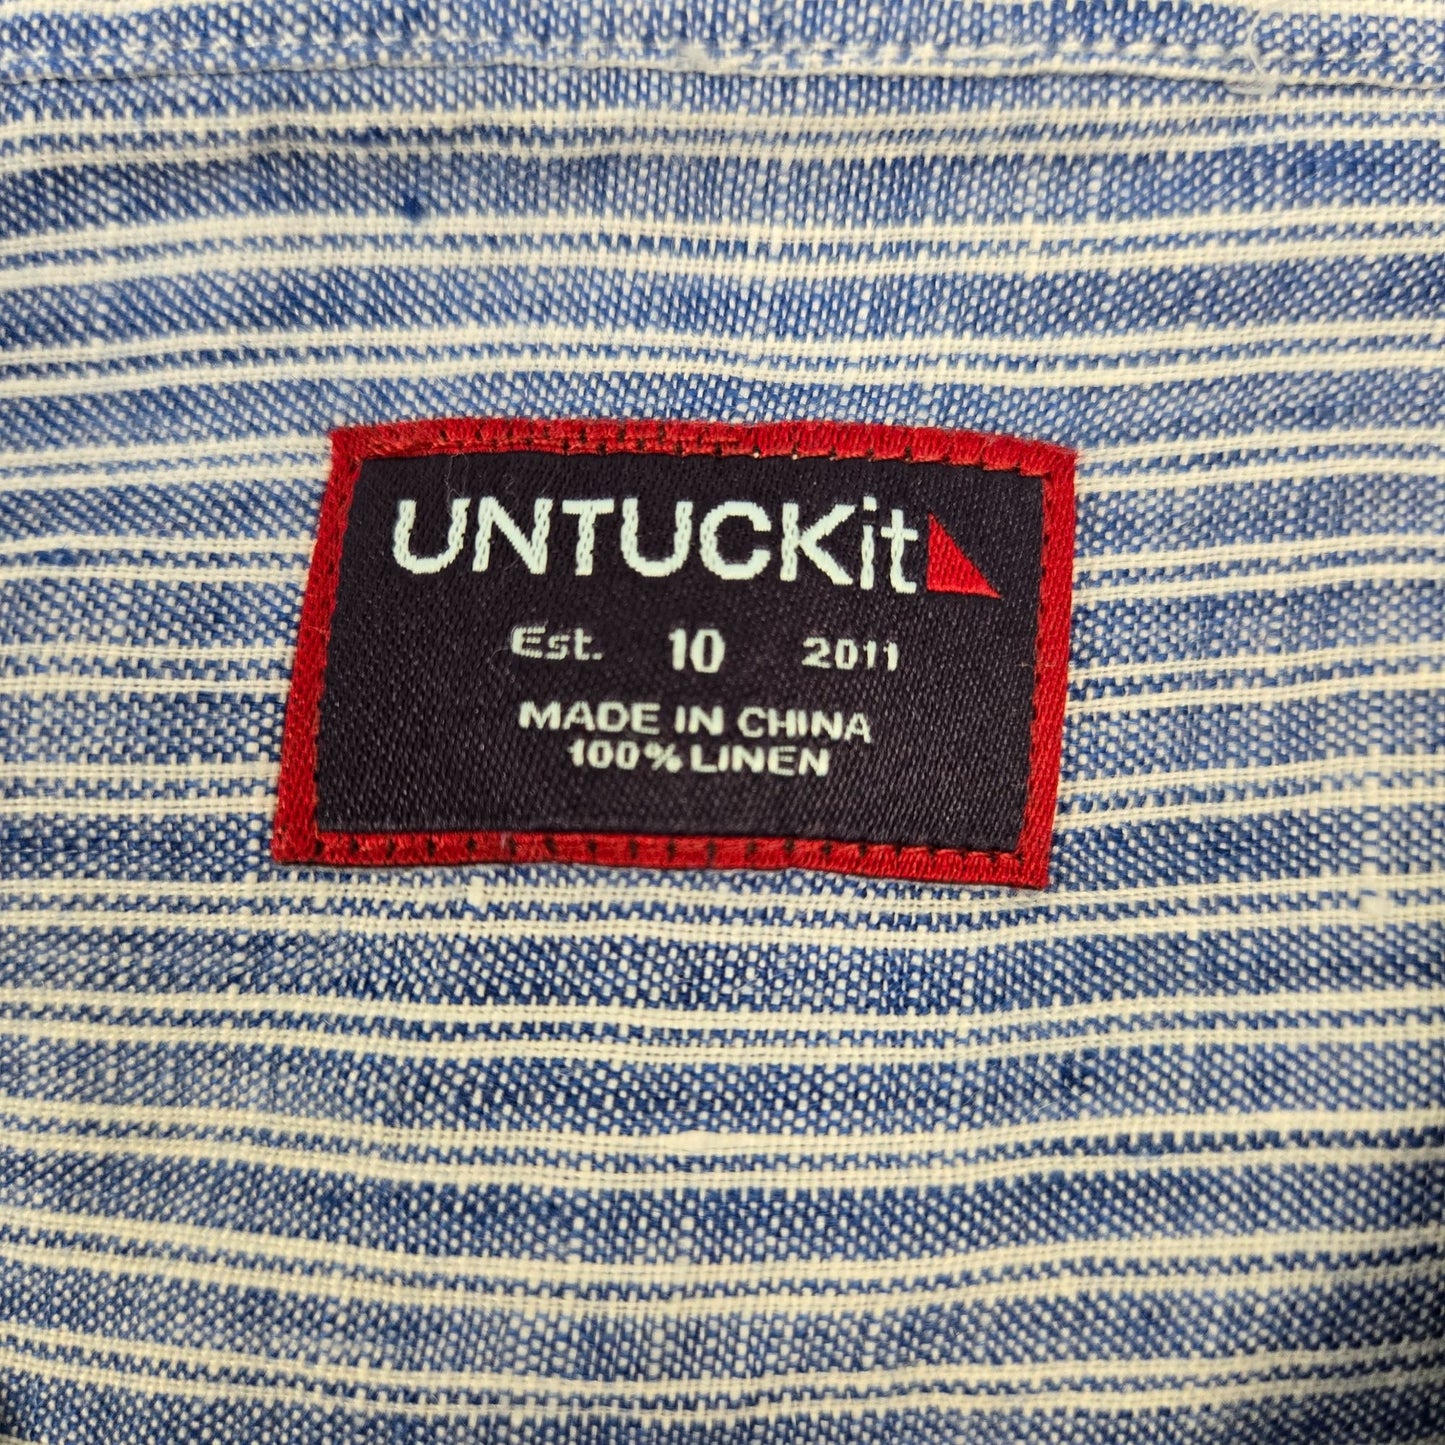 UNTUCKit
Est. 10 2011
MADE IN CHINA
100% LINEN